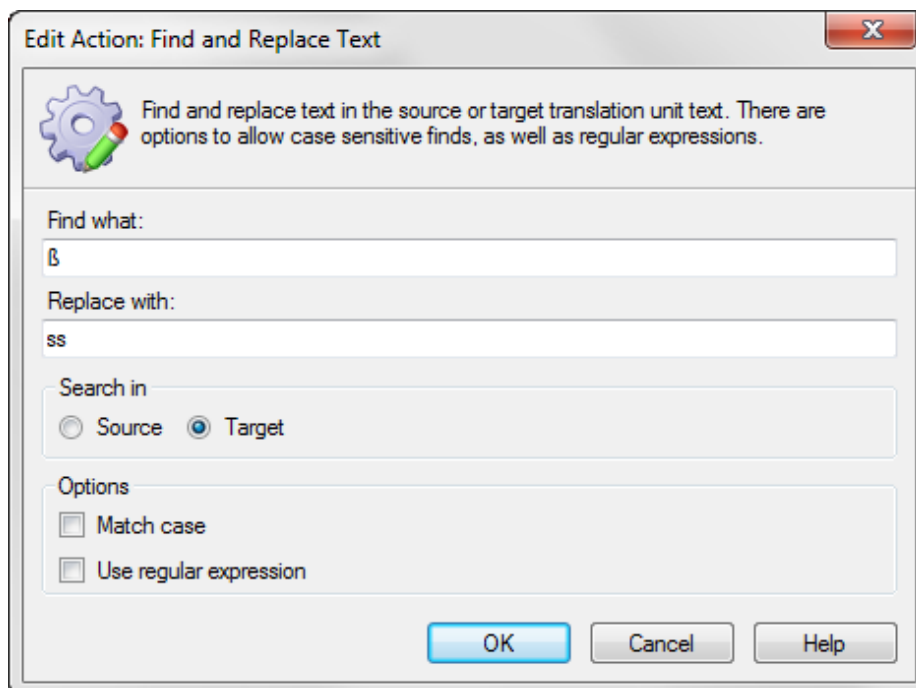 Edit Action: Find and Replace Text
Find and replace text in the source or target translation unit text. There are
options to allow case sensitive finds, as well as regular expressions.
Find what:
ß
Replace with:
ss
Search in
Source Target
Options
Match case
Use regular expression
OK Cancel Help